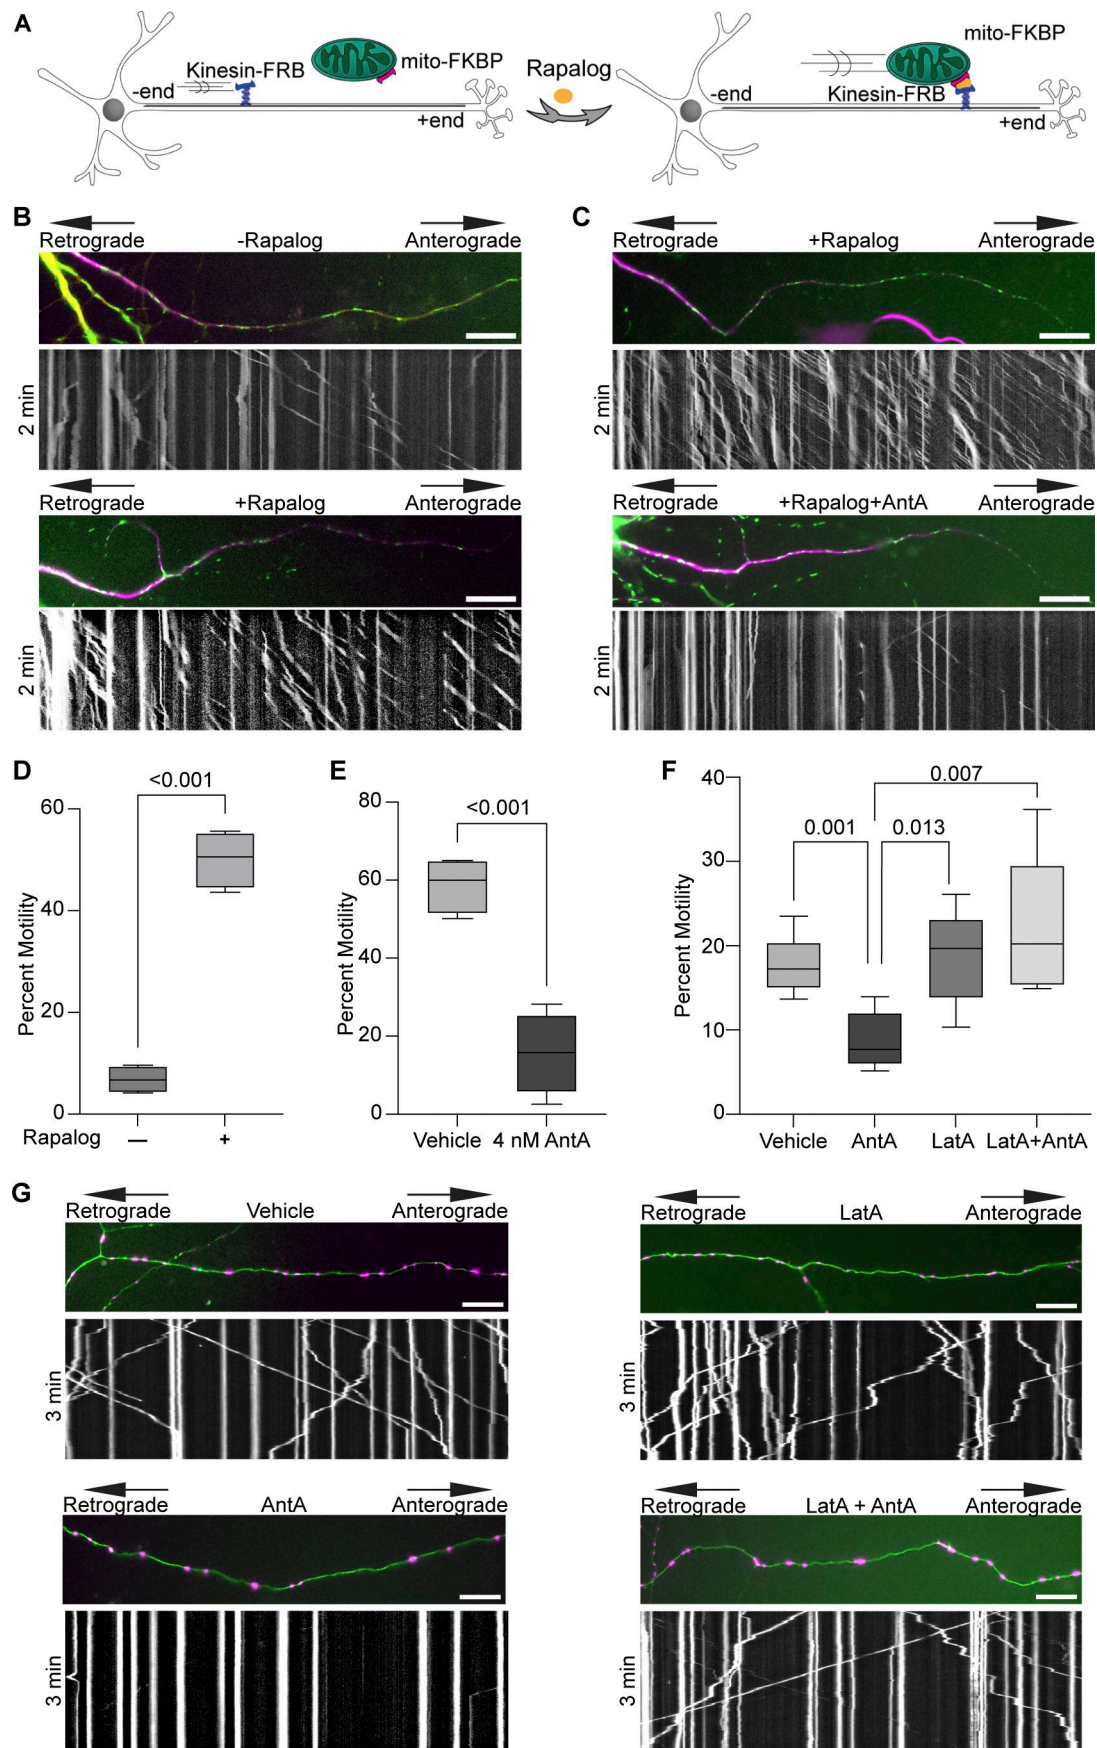 A
Kinesin-FRB
mito-FKBP
-end
+end
Rapalog
mito-FKBP
-end
Kinesin-FRB
+end
B
Retrograde -Rapalog Anterograde
2 min
Retrograde +Rapalog Anterograde
2 min
C
Retrograde +Rapalog Anterograde
2 min
Retrograde +Rapalog+AntA Anterograde
2 min
D
<0.001
60
40
20
0
Percent Motility
Rapalog — +
E
<0.001
80
60
40
20
0
Percent Motility
Vehicle 4 nM AntA
F
0.007
0.001 0.013
40
30
20
10
0
Percent Motility
Vehicle AntA LatA LatA+AntA
G
Retrograde Vehicle Anterograde
3 min
Retrograde LatA Anterograde
3 min
Retrograde AntA Anterograde
3 min
Retrograde LatA + AntA Anterograde
3 min